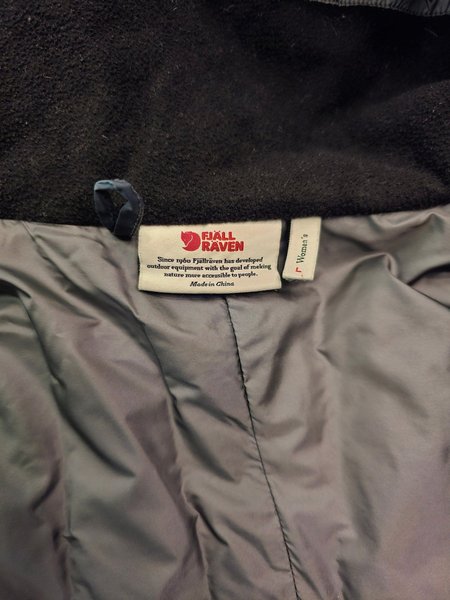 FJÄLL
RÄVEN
Since 1960 Fjällräven has developed
outdoor equipment with the goal of making
nature more accessible to people.
Made in China
Women's